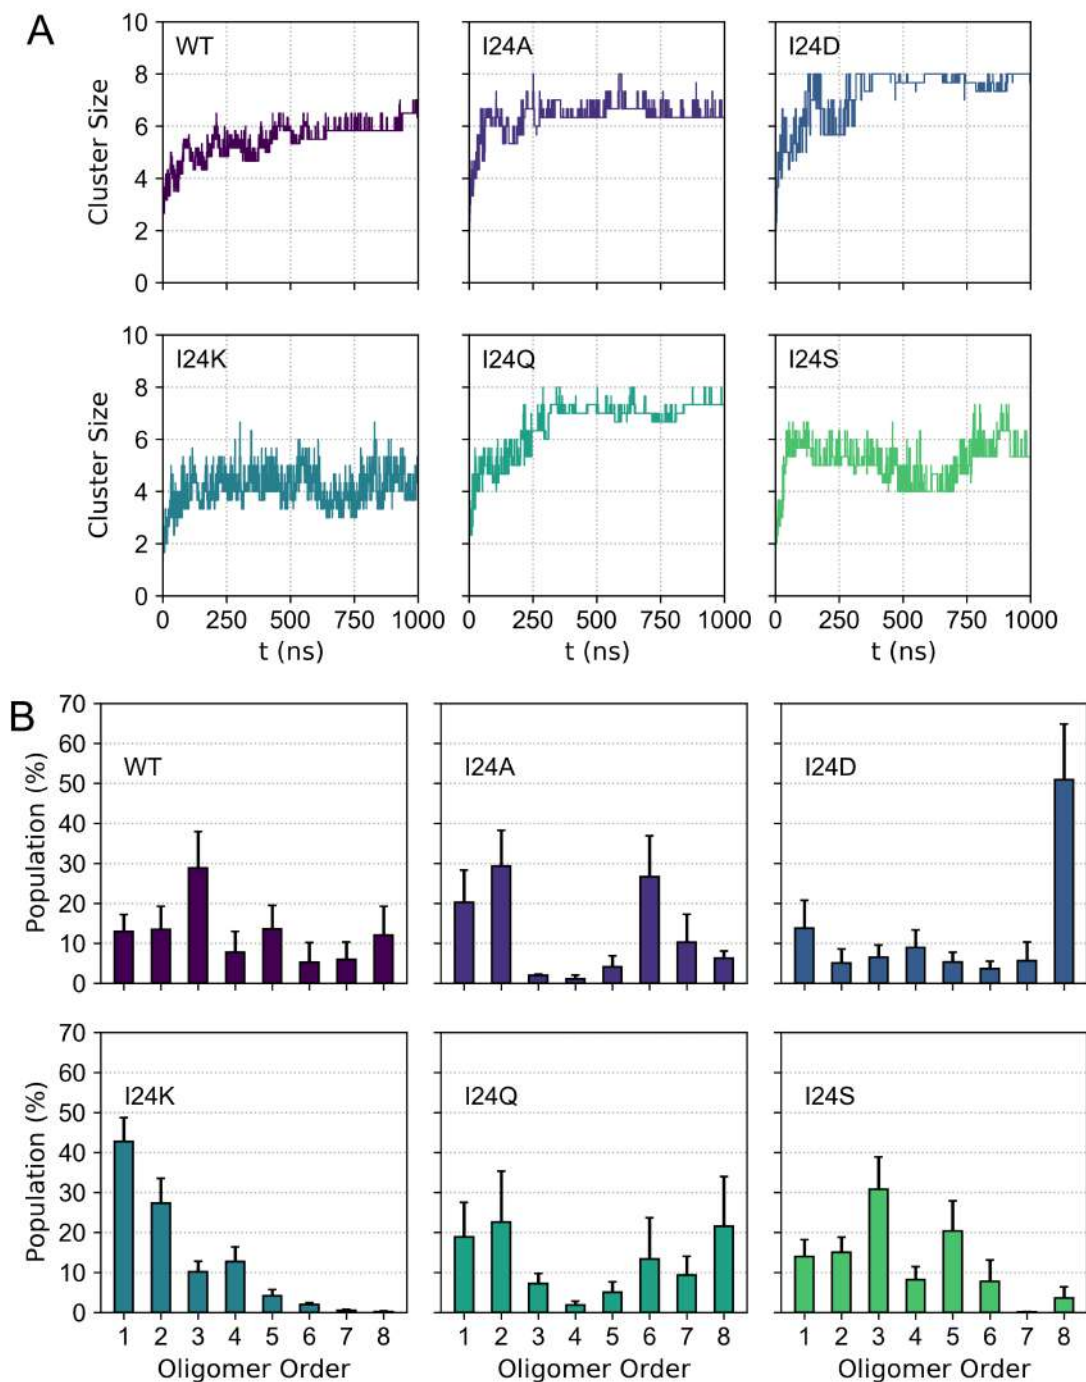 A
WT
I24A
I24D
Cluster Size
10
8
6
4
2
0
I24K
I24Q
I24S
Cluster Size
10
8
6
4
2
0
0 250 500 750 1000
0 250 500 750 1000
0 250 500 750 1000
t (ns)
t (ns)
t (ns)
B
WT
I24A
I24D
Population (%)
70
60
50
40
30
20
10
0
I24K
I24Q
I24S
Population (%)
70
60
50
40
30
20
10
0
1 2 3 4 5 6 7 8
1 2 3 4 5 6 7 8
1 2 3 4 5 6 7 8
Oligomer Order
Oligomer Order
Oligomer Order